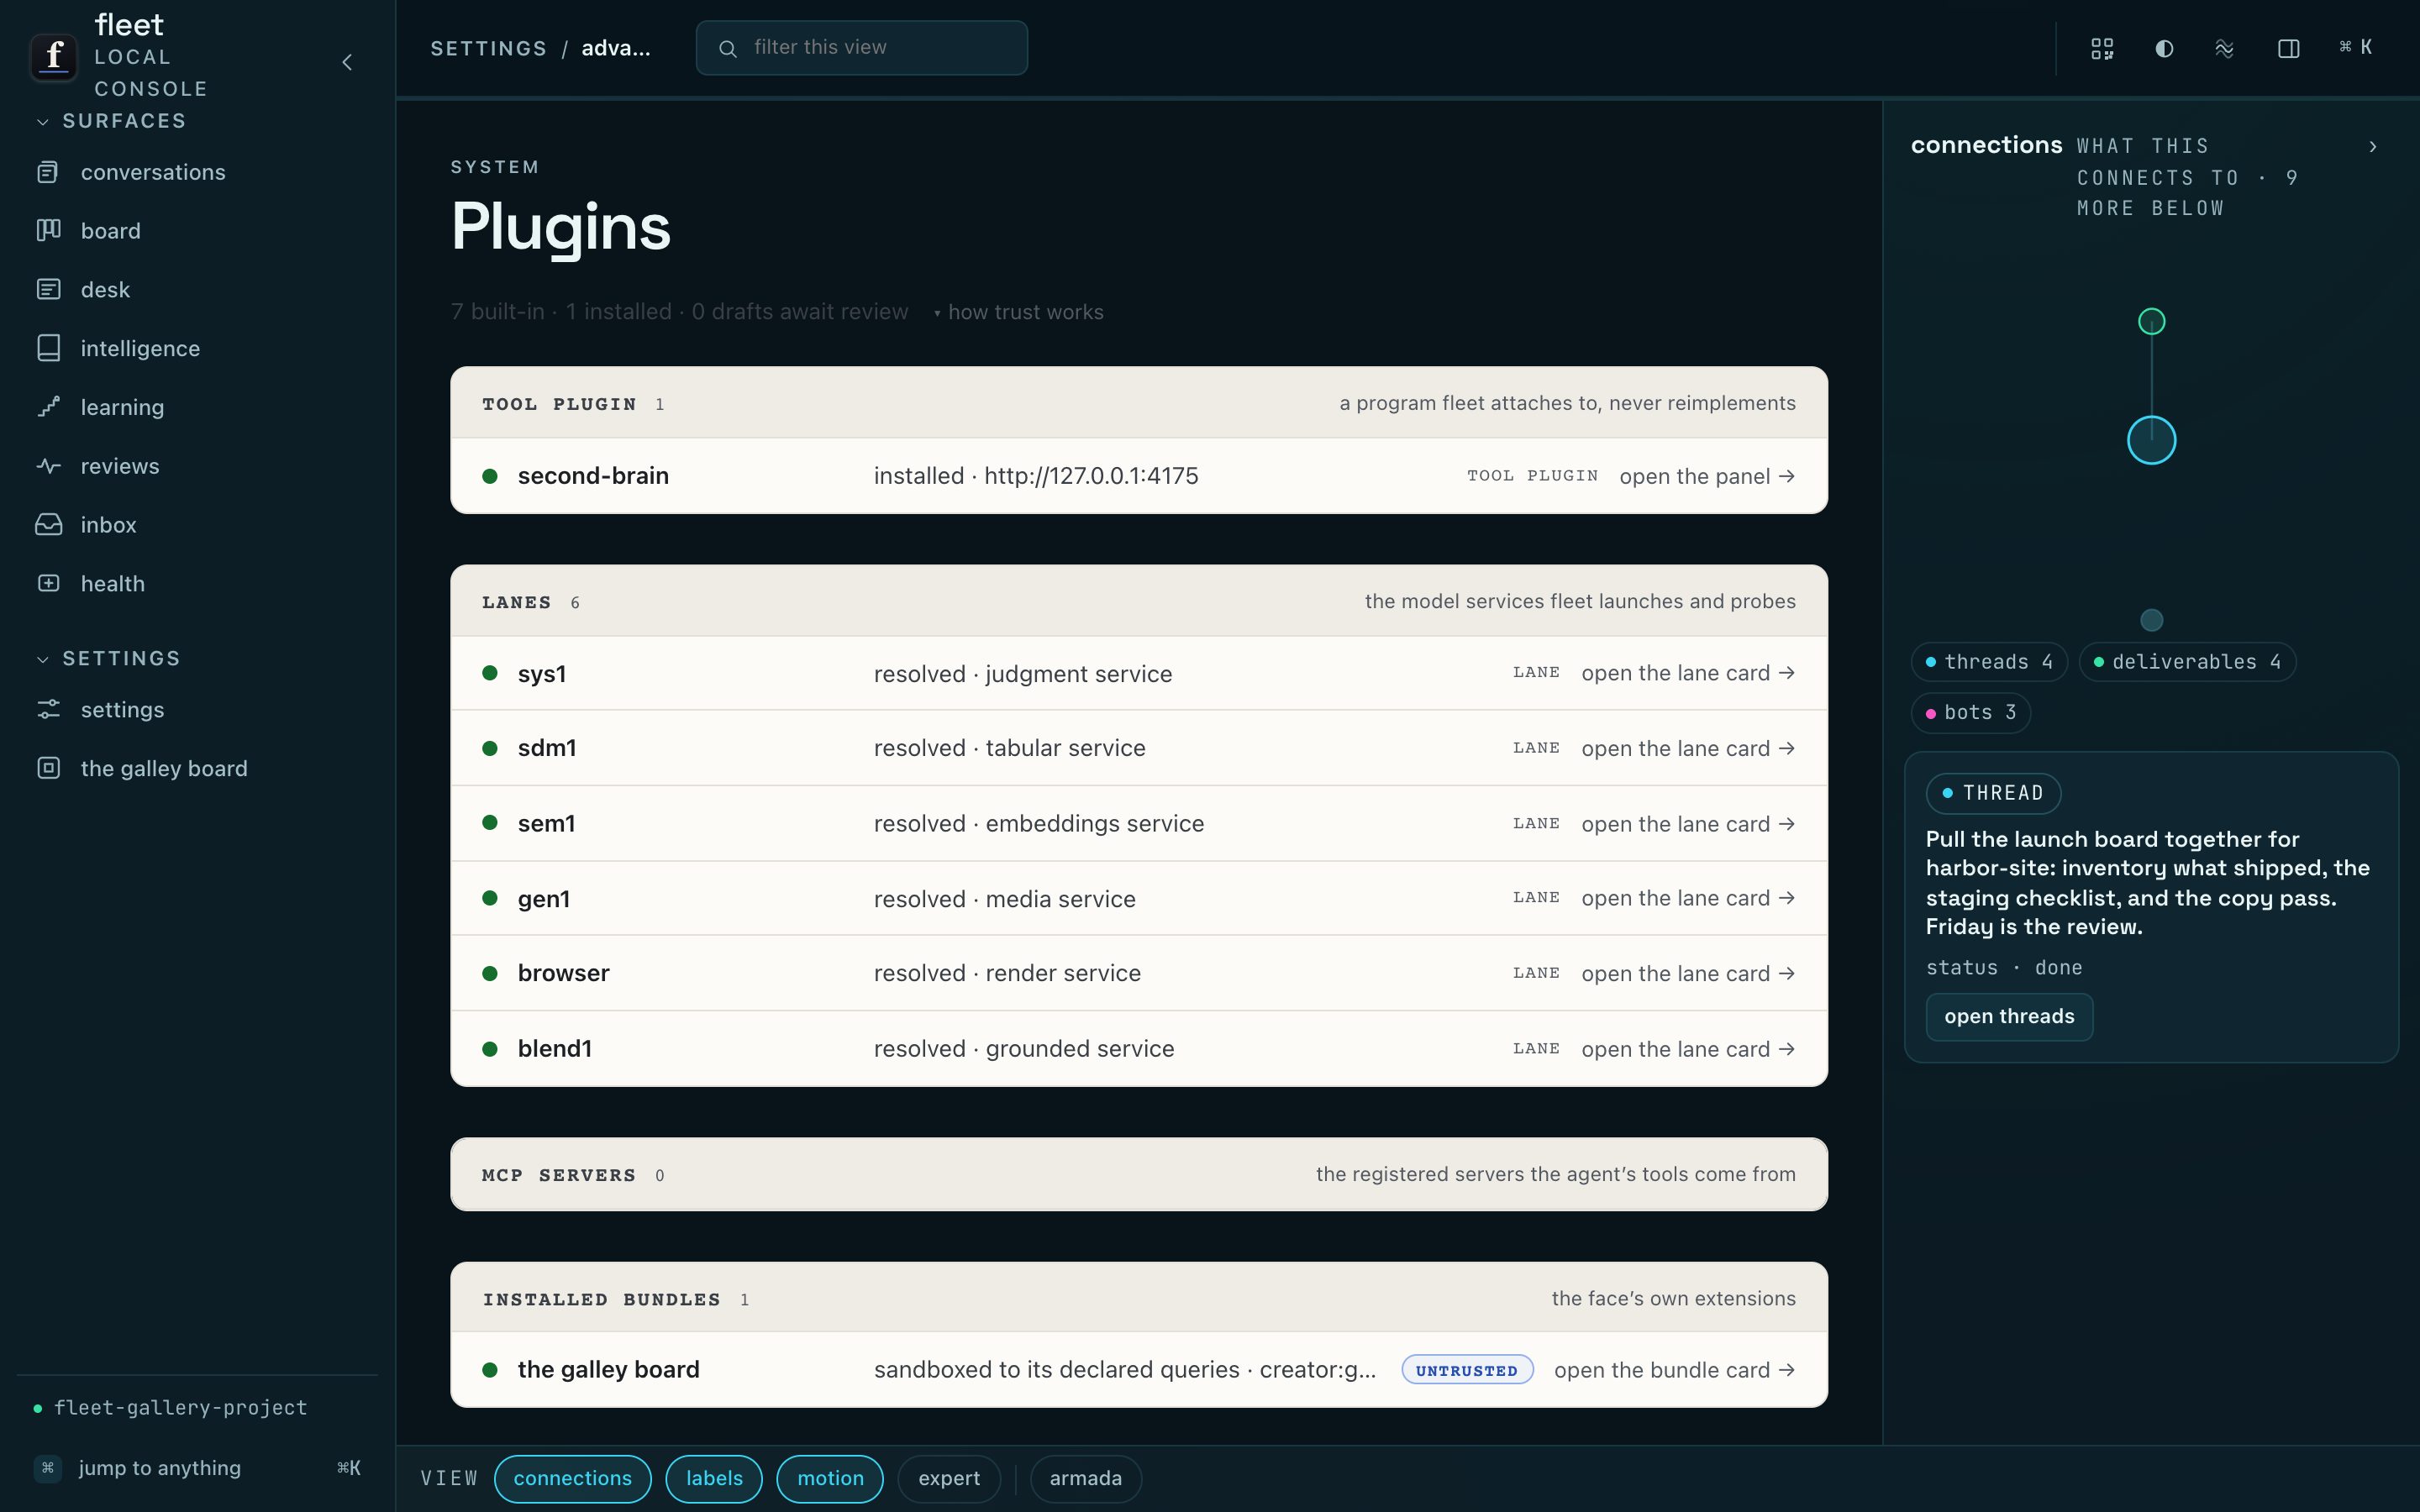 f
fleet
LOCAL
CONSOLE
SURFACES
conversations
board
desk
intelligence
learning
reviews
inbox
health
SETTINGS
settings
the galley board
fleet-gallery-project
⌘ jump to anything ⌘K
SETTINGS / adva...
filter this view
⌘ K
SYSTEM
Plugins
7 built-in · 1 installed · 0 drafts await review ▾ how trust works
TOOL PLUGIN 1 a program fleet attaches to, never reimplements
second-brain installed · http://127.0.0.1:4175 TOOL PLUGIN open the panel →
LANES 6 the model services fleet launches and probes
sys1 resolved · judgment service LANE open the lane card →
sdm1 resolved · tabular service LANE open the lane card →
sem1 resolved · embeddings service LANE open the lane card →
gen1 resolved · media service LANE open the lane card →
browser resolved · render service LANE open the lane card →
blend1 resolved · grounded service LANE open the lane card →
MCP SERVERS 0 the registered servers the agent’s tools come from
INSTALLED BUNDLES 1 the face’s own extensions
the galley board sandboxed to its declared queries · creator:g... UNTRUSTED open the bundle card →
connections WHAT THIS ›
CONNECTS TO · 9
MORE BELOW
threads 4 deliverables 4
bots 3
THREAD
Pull the launch board together for
harbor-site: inventory what shipped, the
staging checklist, and the copy pass.
Friday is the review.
status · done
open threads
VIEW connections labels motion expert armada